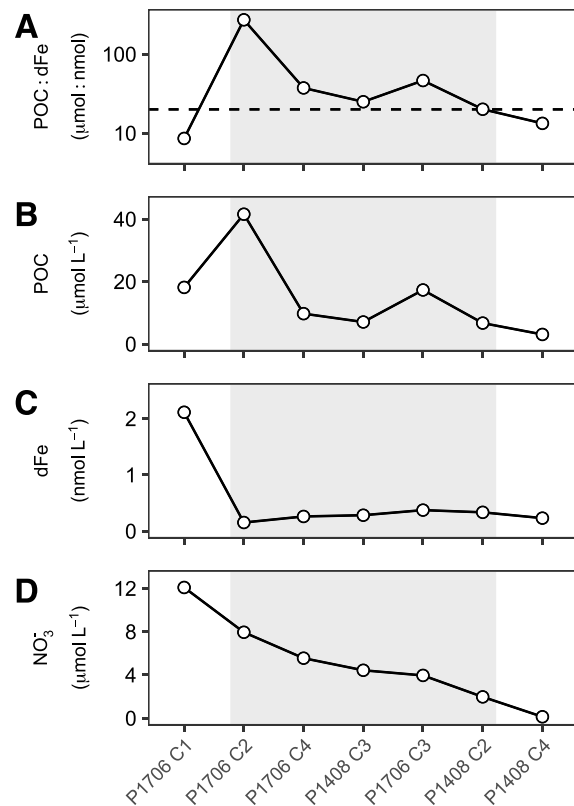 A
POC:dFe
(μmol:nmol)
100
10
B
POC
(μmol L⁻¹)
40
20
0
C
dFe
(nmol L⁻¹)
2
1
0
D
NO₃⁻
(μmol L⁻¹)
12
8
4
0
P1706 C1
P1706 C2
P1706 C4
P1408 C3
P1706 C3
P1408 C2
P1408 C4